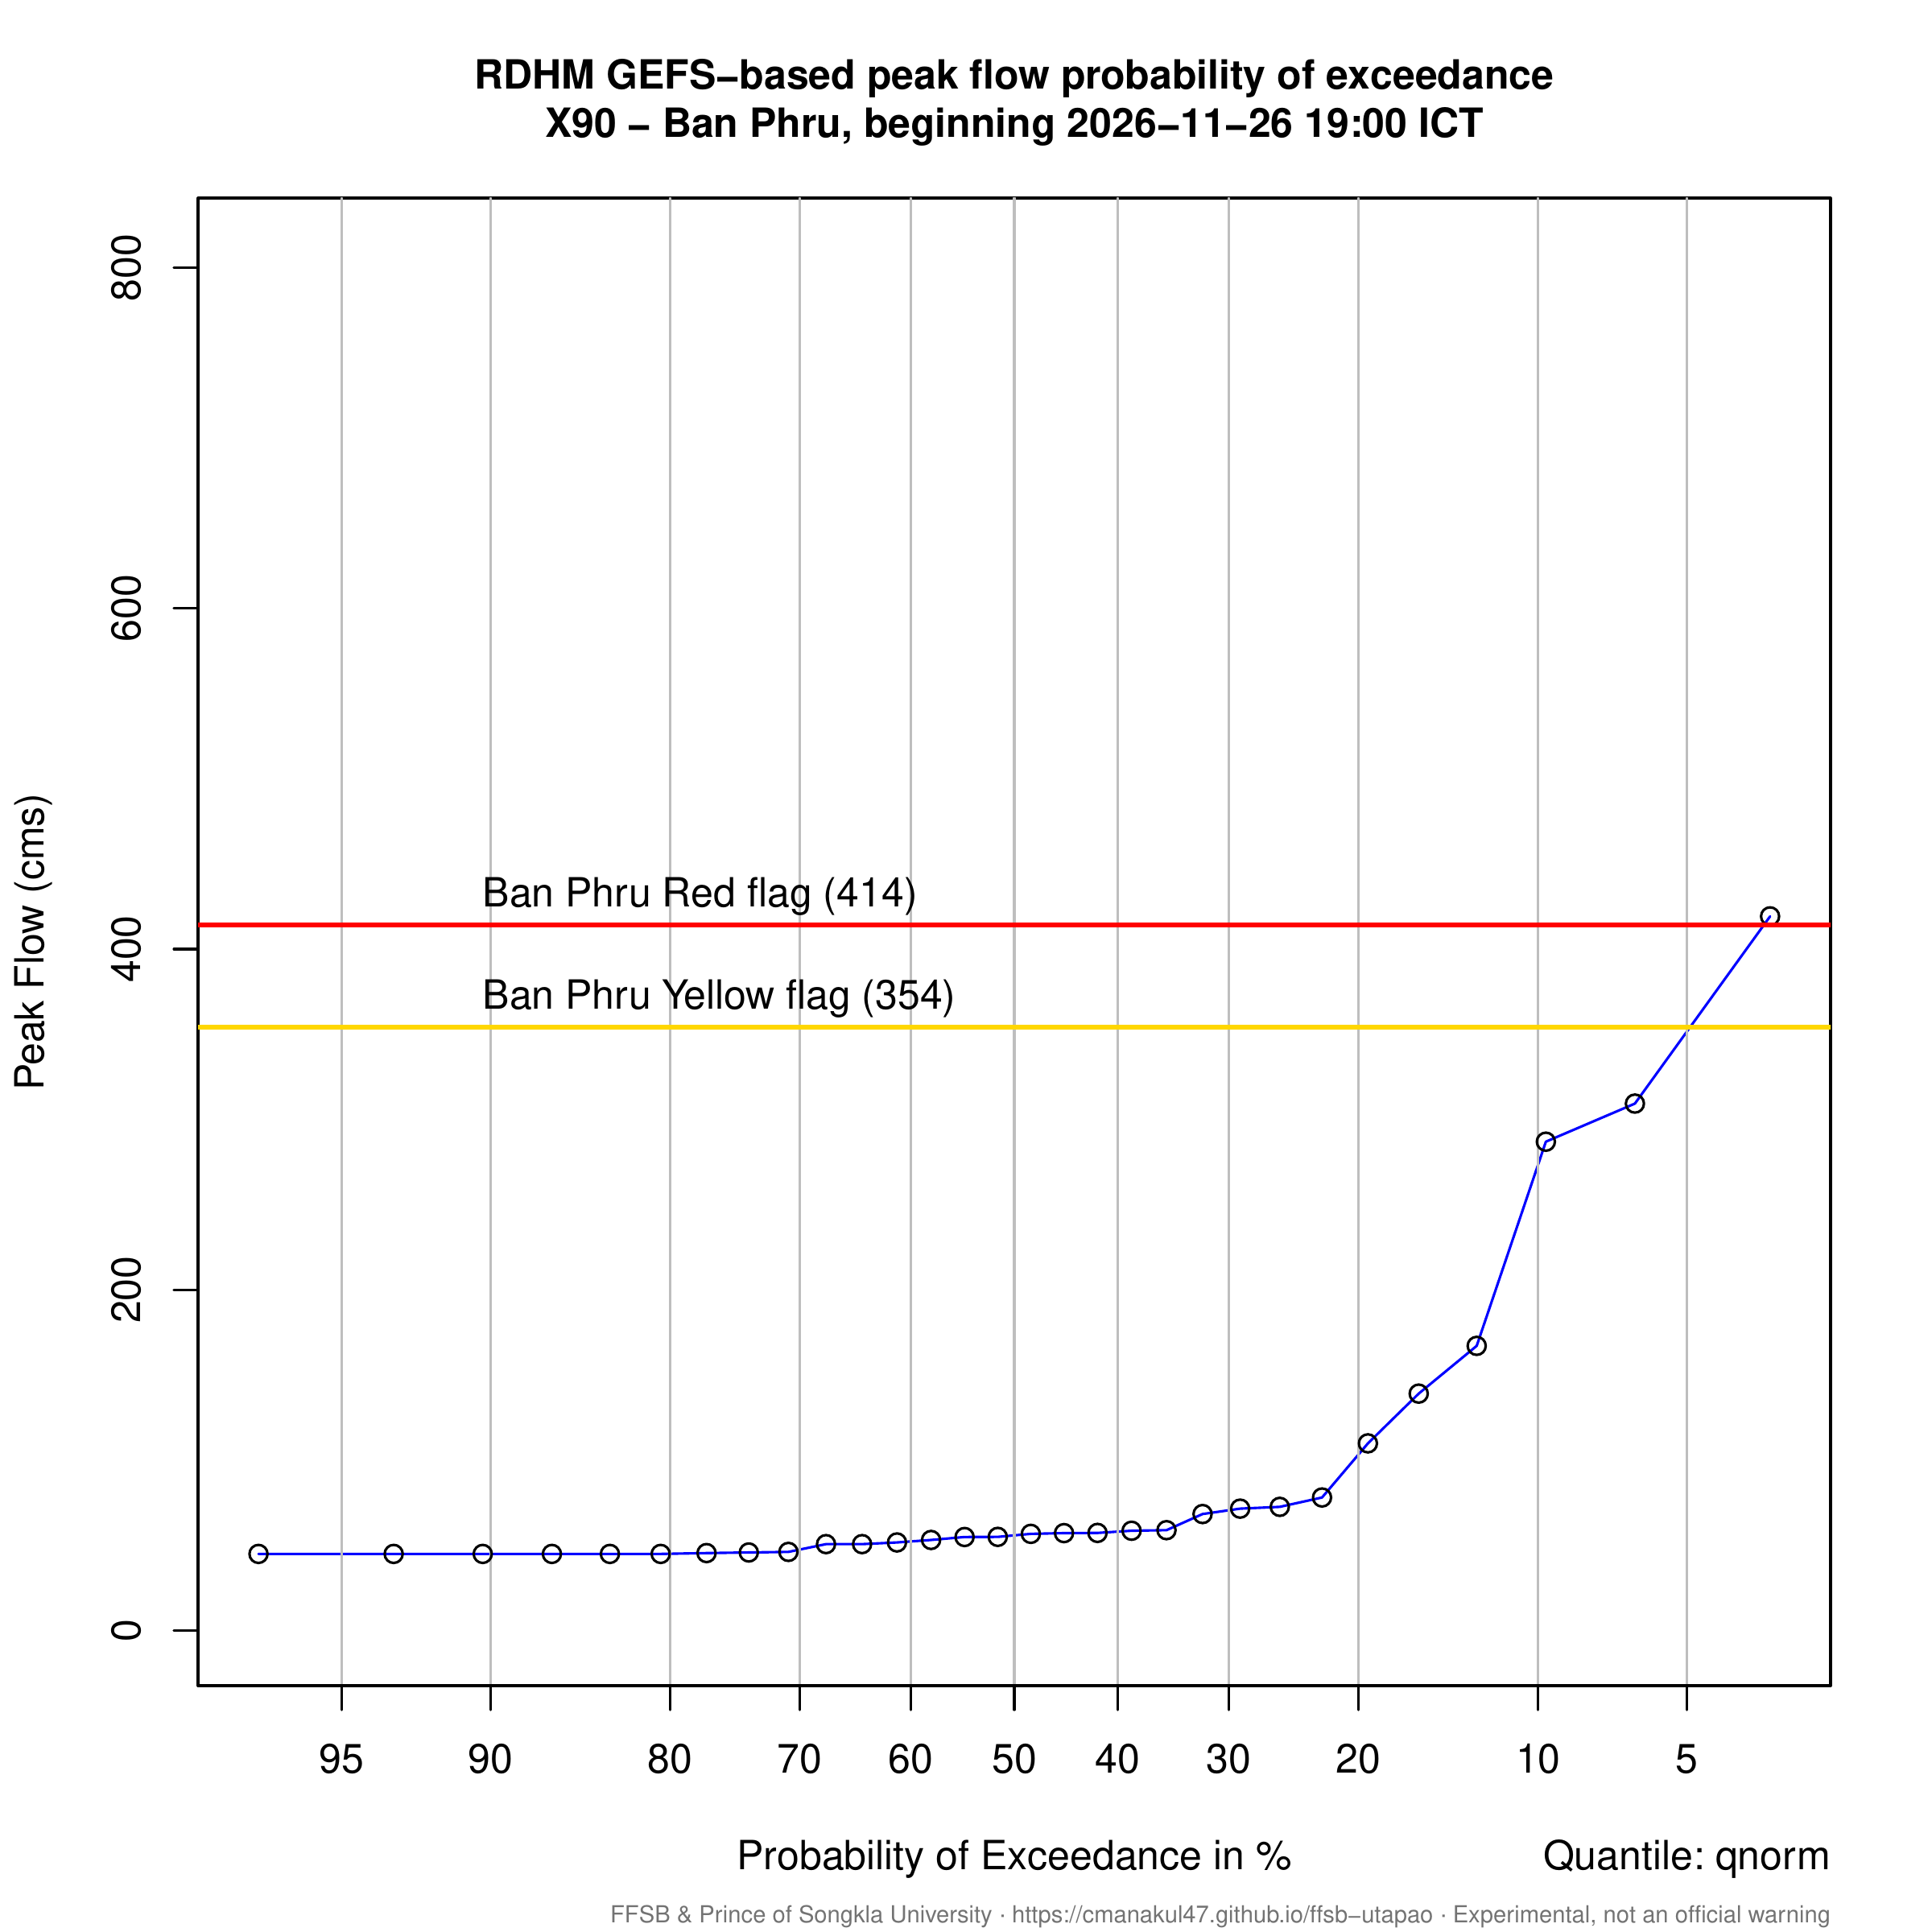 RDHM GEFS−based peak flow probability of exceedance
X90 − Ban Phru, beginning 2026−11−26 19:00 ICT
Peak Flow (cms)
800
600
400
200
0
Ban Phru Red flag (414)
Ban Phru Yellow flag (354)
95 90 80 70 60 50 40 30 20 10 5
Probability of Exceedance in %
Quantile: qnorm
FFSB & Prince of Songkla University · https://cmanakul47.github.io/ffsb−utapao · Experimental, not an official warning